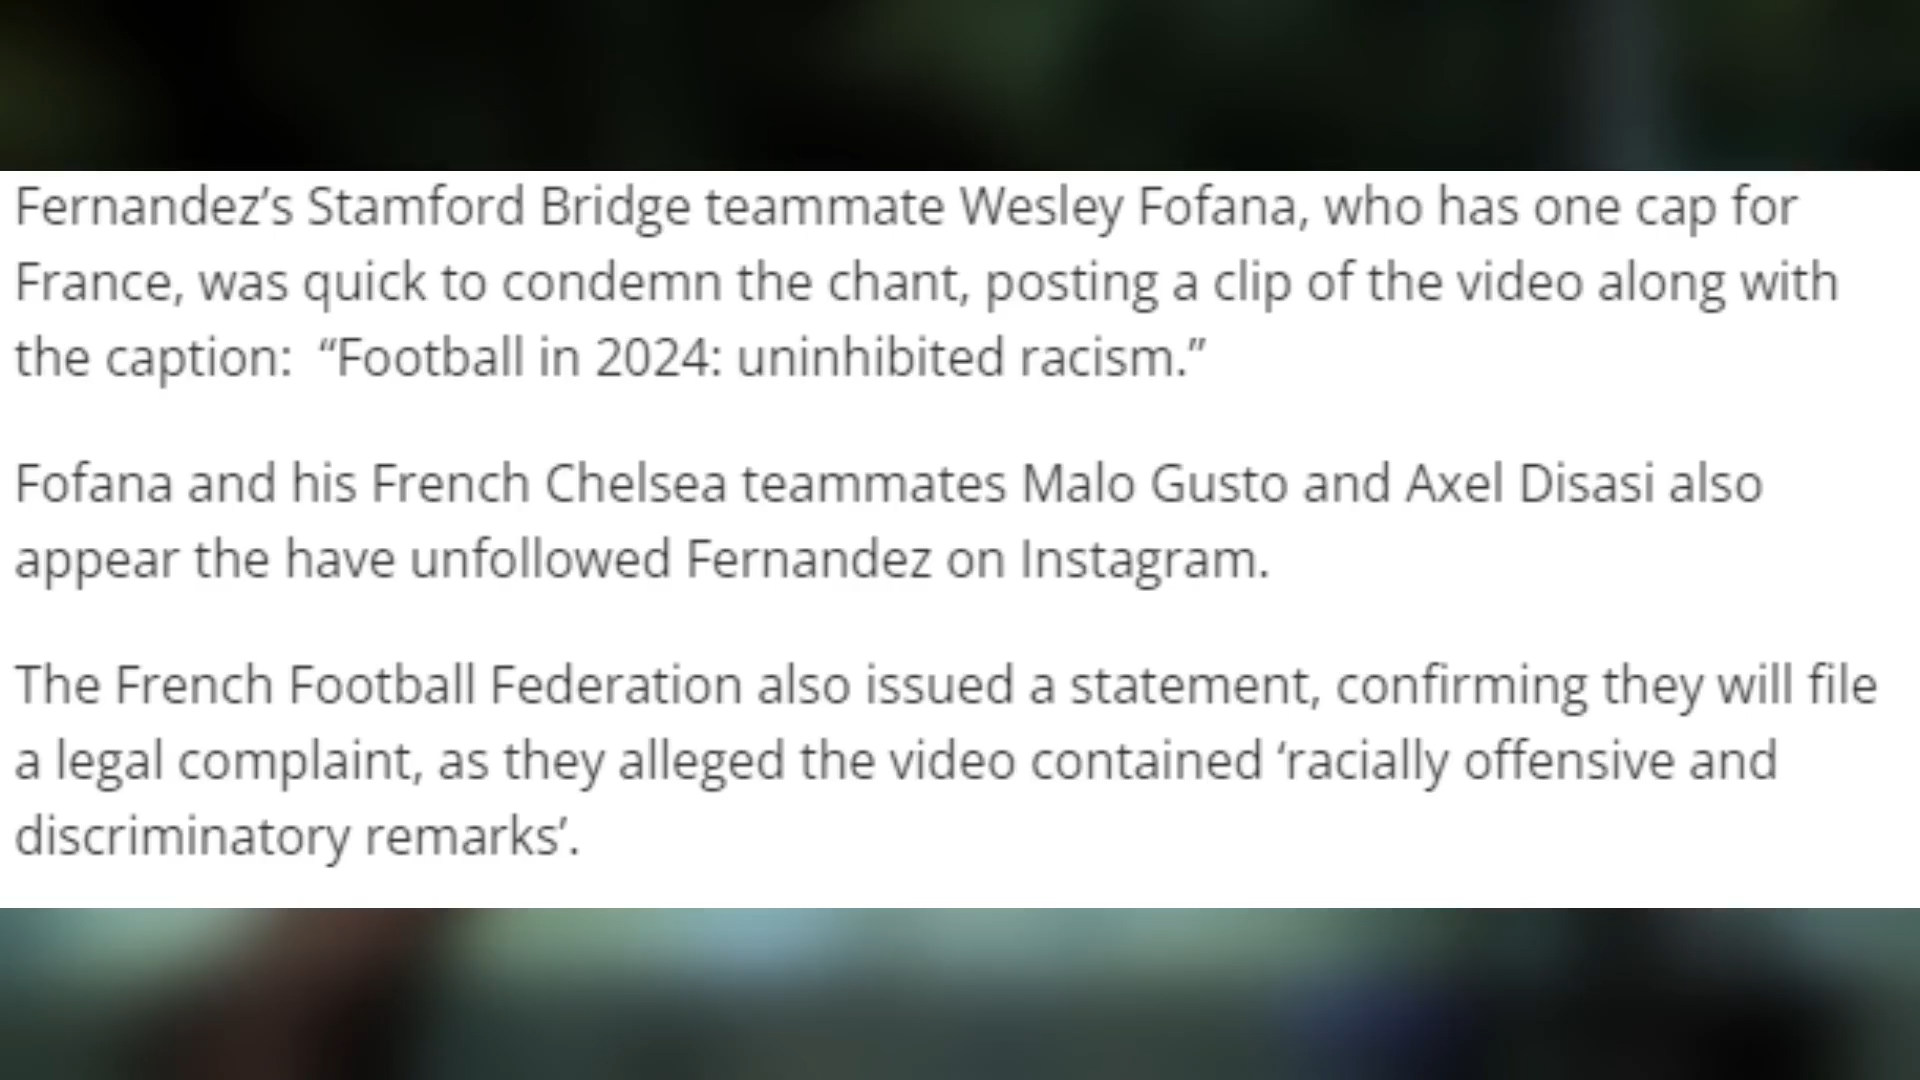 Fernandez’s Stamford Bridge teammate Wesley Fofana, who has one cap for
France, was quick to condemn the chant, posting a clip of the video along with
the caption:  “Football in 2024: uninhibited racism.”
Fofana and his French Chelsea teammates Malo Gusto and Axel Disasi also
appear the have unfollowed Fernandez on Instagram.
The French Football Federation also issued a statement, confirming they will file
a legal complaint, as they alleged the video contained ‘racially offensive and
discriminatory remarks’.